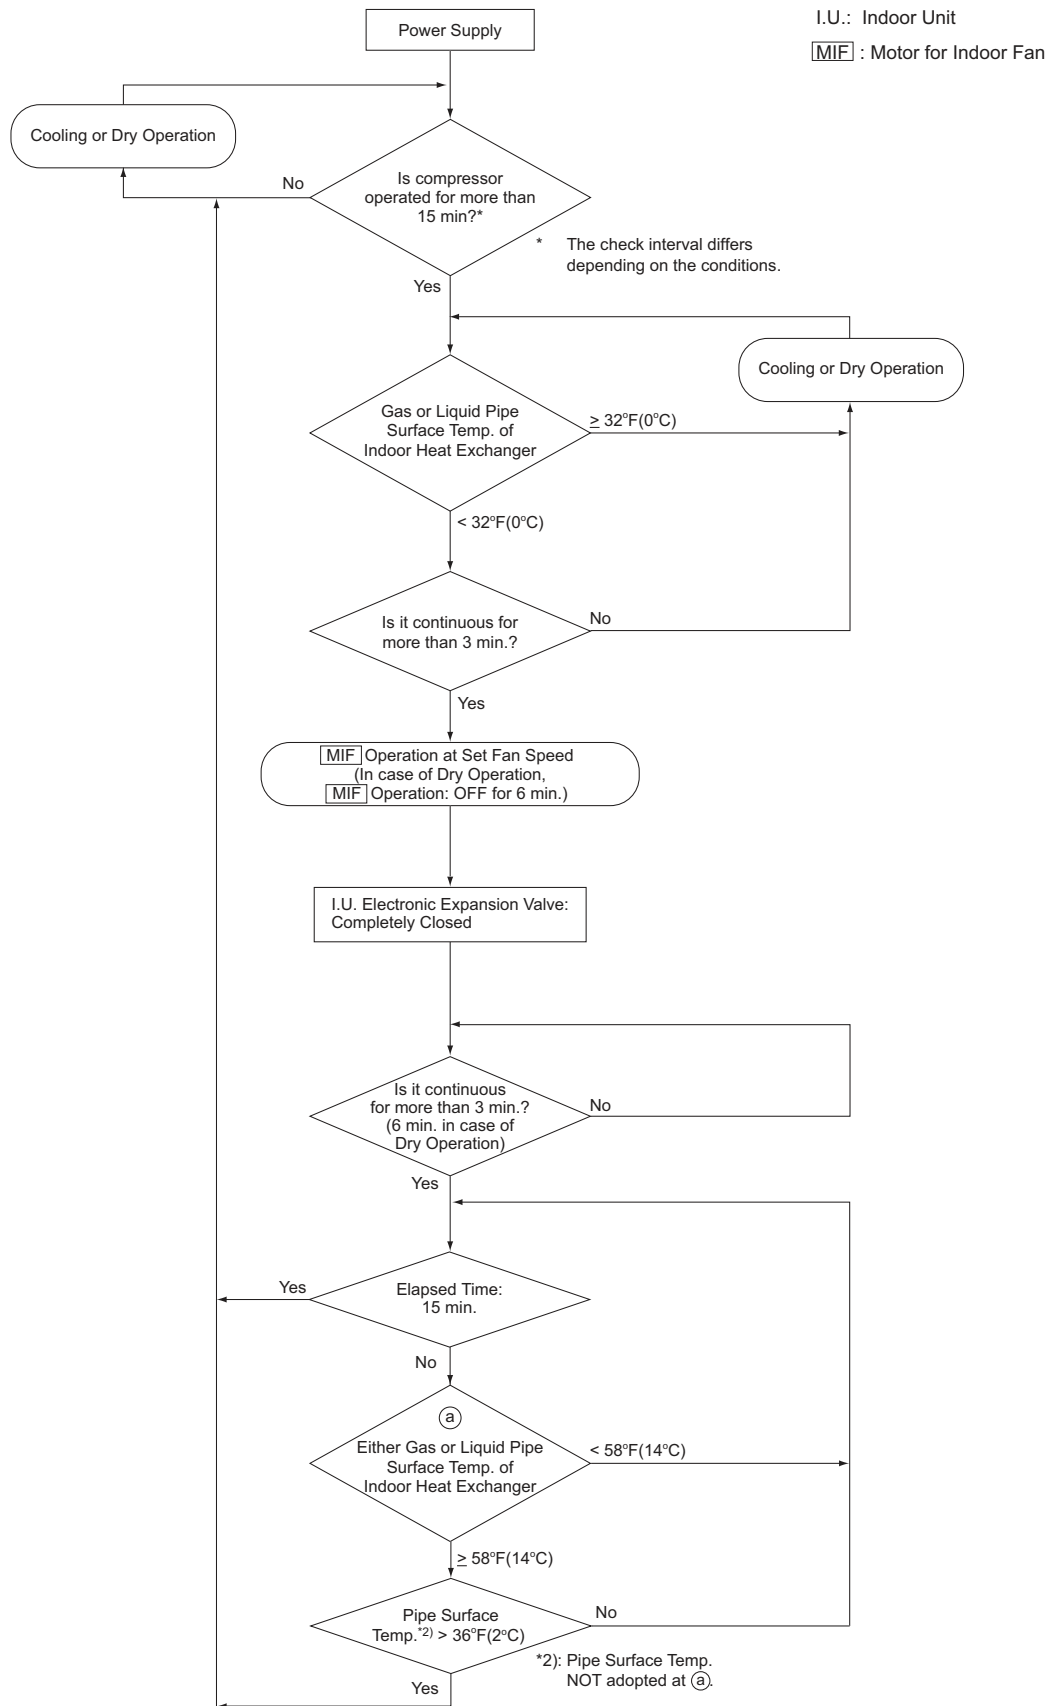 I.U.: Indoor Unit
MIF : Motor for Indoor Fan
Power Supply
Cooling or Dry Operation
Is compressor
operated for more than
15 min?*
No
* The check interval differs
depending on the conditions.
Yes
Cooling or Dry Operation
Gas or Liquid Pipe
Surface Temp. of
Indoor Heat Exchanger
≥ 32°F(0°C)
< 32°F(0°C)
Is it continuous for
more than 3 min.?
No
Yes
MIF Operation at Set Fan Speed
(In case of Dry Operation,
MIF Operation: OFF for 6 min.)
I.U. Electronic Expansion Valve:
Completely Closed
Is it continuous
for more than 3 min.?
(6 min. in case of
Dry Operation)
No
Yes
Elapsed Time:
15 min.
Yes
No
ⓐ
Either Gas or Liquid Pipe
Surface Temp. of
Indoor Heat Exchanger
< 58°F(14°C)
≥ 58°F(14°C)
Pipe Surface
Temp.*2) > 36°F(2°C)
No
*2): Pipe Surface Temp.
NOT adopted at ⓐ.
Yes